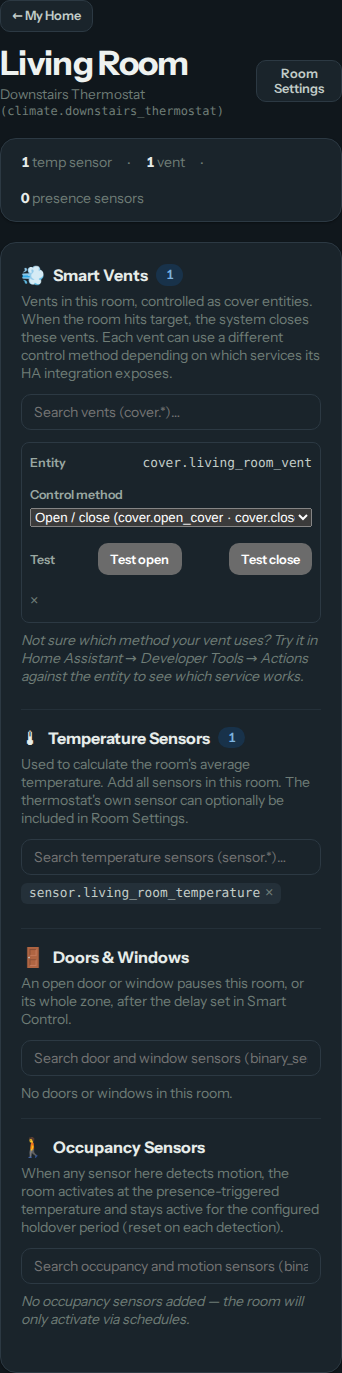 ← My Home
Living Room
Downstairs Thermostat
(climate.downstairs_thermostat)
Room
Settings
1 temp sensor · 1 vent ·
0 presence sensors
Smart Vents 1
Vents in this room, controlled as cover entities.
When the room hits target, the system closes
these vents. Each vent can use a different
control method depending on which services its
HA integration exposes.
Search vents (cover.*)...
Entity cover.living_room_vent
Control method
Open / close (cover.open_cover · cover.clos
Test Test open Test close
×
Not sure which method your vent uses? Try it in
Home Assistant → Developer Tools → Actions
against the entity to see which service works.
Temperature Sensors 1
Used to calculate the room's average
temperature. Add all sensors in this room. The
thermostat's own sensor can optionally be
included in Room Settings.
Search temperature sensors (sensor.*)...
sensor.living_room_temperature ×
Doors & Windows
An open door or window pauses this room, or
its whole zone, after the delay set in Smart
Control.
Search door and window sensors (binary_se
No doors or windows in this room.
Occupancy Sensors
When any sensor here detects motion, the
room activates at the presence-triggered
temperature and stays active for the configured
holdover period (reset on each detection).
Search occupancy and motion sensors (bina
No occupancy sensors added — the room will
only activate via schedules.